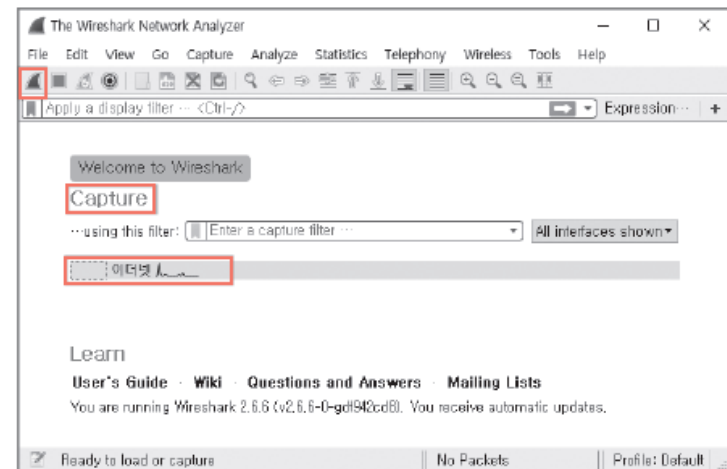 The Wireshark Network Analyzer
File Edit View Go Capture Analyze Statistics Telephony Wireless Tools Help
Apply a display filter ··· <Ctrl-/> Expression··· +
Welcome to Wireshark
Capture
···using this filter: Enter a capture filter ··· All interfaces shown
이더넷
Learn
User's Guide · Wiki · Questions and Answers · Mailing Lists
You are running Wireshark 2.6.6 (v2.6.6-0-gdf942cd8). You receive automatic updates.
Ready to load or capture No Packets Profile: Default